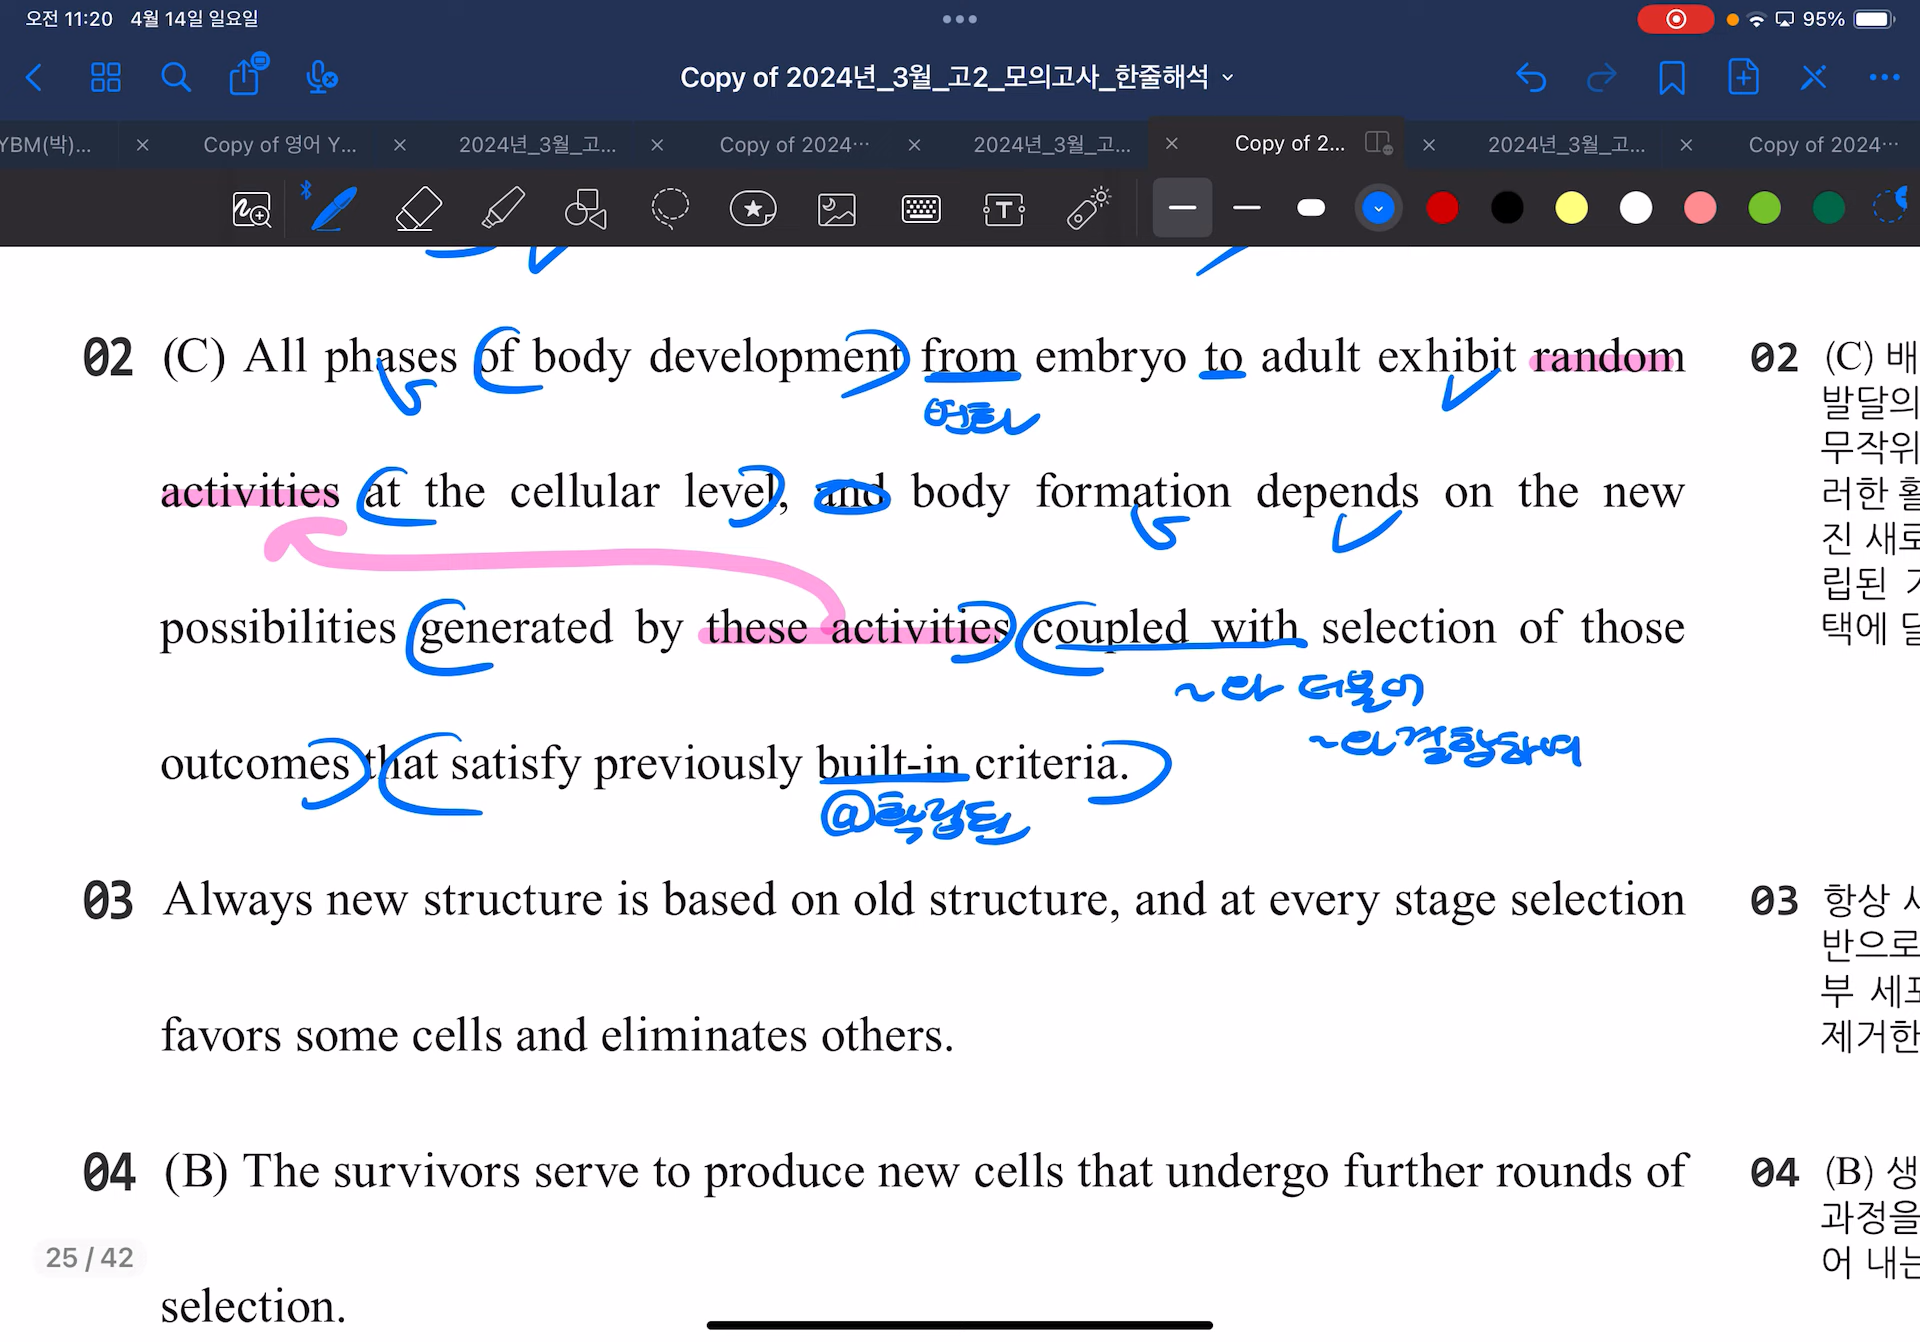 오전 11:20 4월 14일 일요일
95%
Copy of 2024년_3월_고2_모의고사_한줄해석
YBM(박)...
Copy of 영어 Y...
2024년_3월_고...
Copy of 2024...
2024년_3월_고...
Copy of 2...
2024년_3월_고...
Copy of 2024...
02 (C) All phases of body development from embryo to adult exhibit random
activities at the cellular level, and body formation depends on the new
possibilities generated by these activities coupled with selection of those
~와 더불어
~와 결합하여
outcomes that satisfy previously built-in criteria.
@확립된
03 Always new structure is based on old structure, and at every stage selection
favors some cells and eliminates others.
04 (B) The survivors serve to produce new cells that undergo further rounds of
selection.
25 / 42
02 (C) 배
발달의
무작위
러한 활
진 새로
립된 기
택에 달
03 항상 새
반으로
부 세포
제거한
04 (B) 생
과정을
어 내는